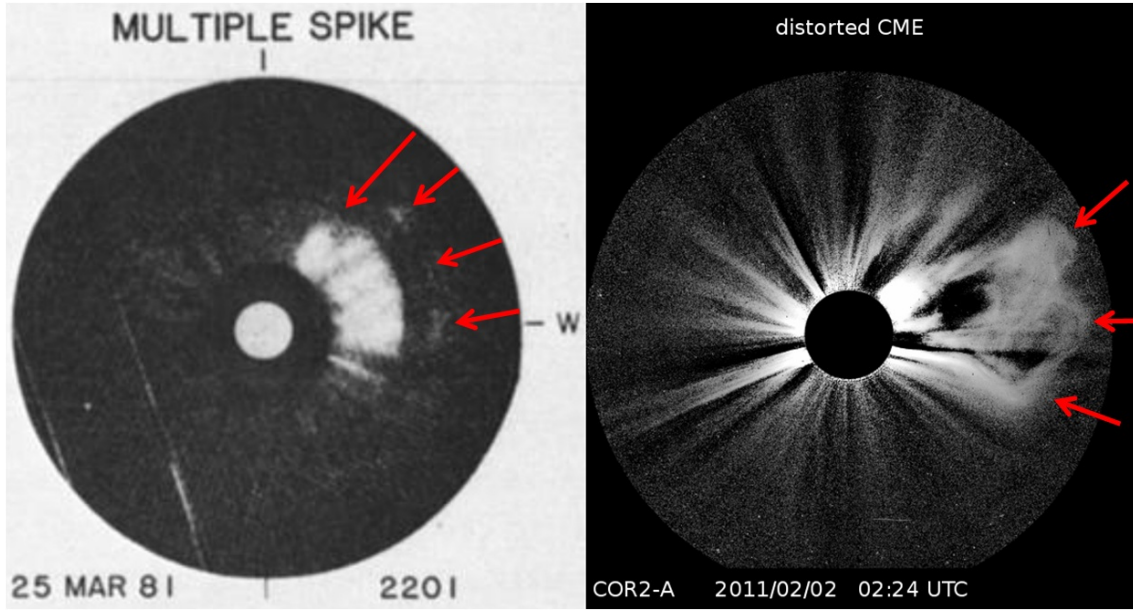 MULTIPLE SPIKE
W
25 MAR 81 2201
distorted CME
COR2-A 2011/02/02 02:24 UTC